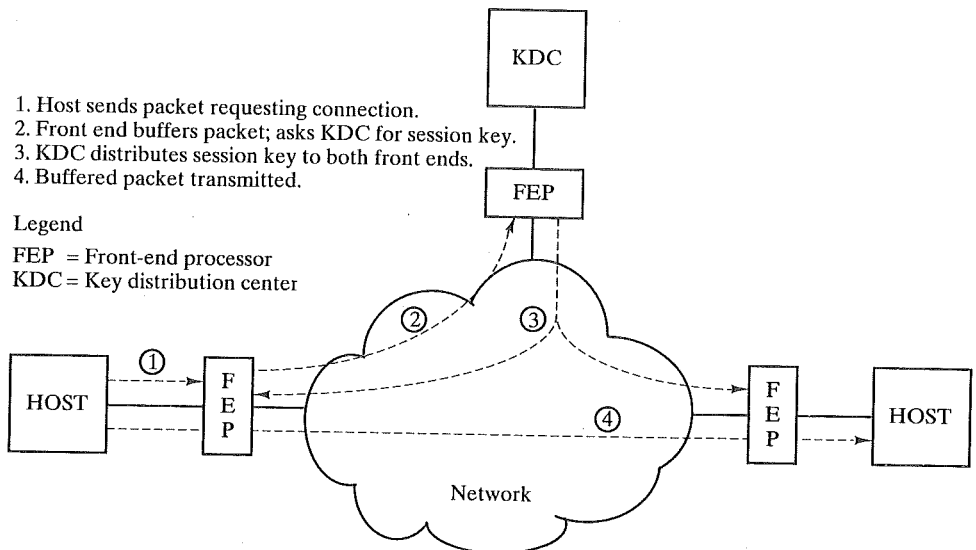 KDC
1. Host sends packet requesting connection.
2. Front end buffers packet; asks KDC for session key.
3. KDC distributes session key to both front ends.
4. Buffered packet transmitted.
FEP
Legend
FEP = Front-end processor
KDC = Key distribution center
2
3
1
HOST
F
E
P
4
F
E
P
HOST
Network